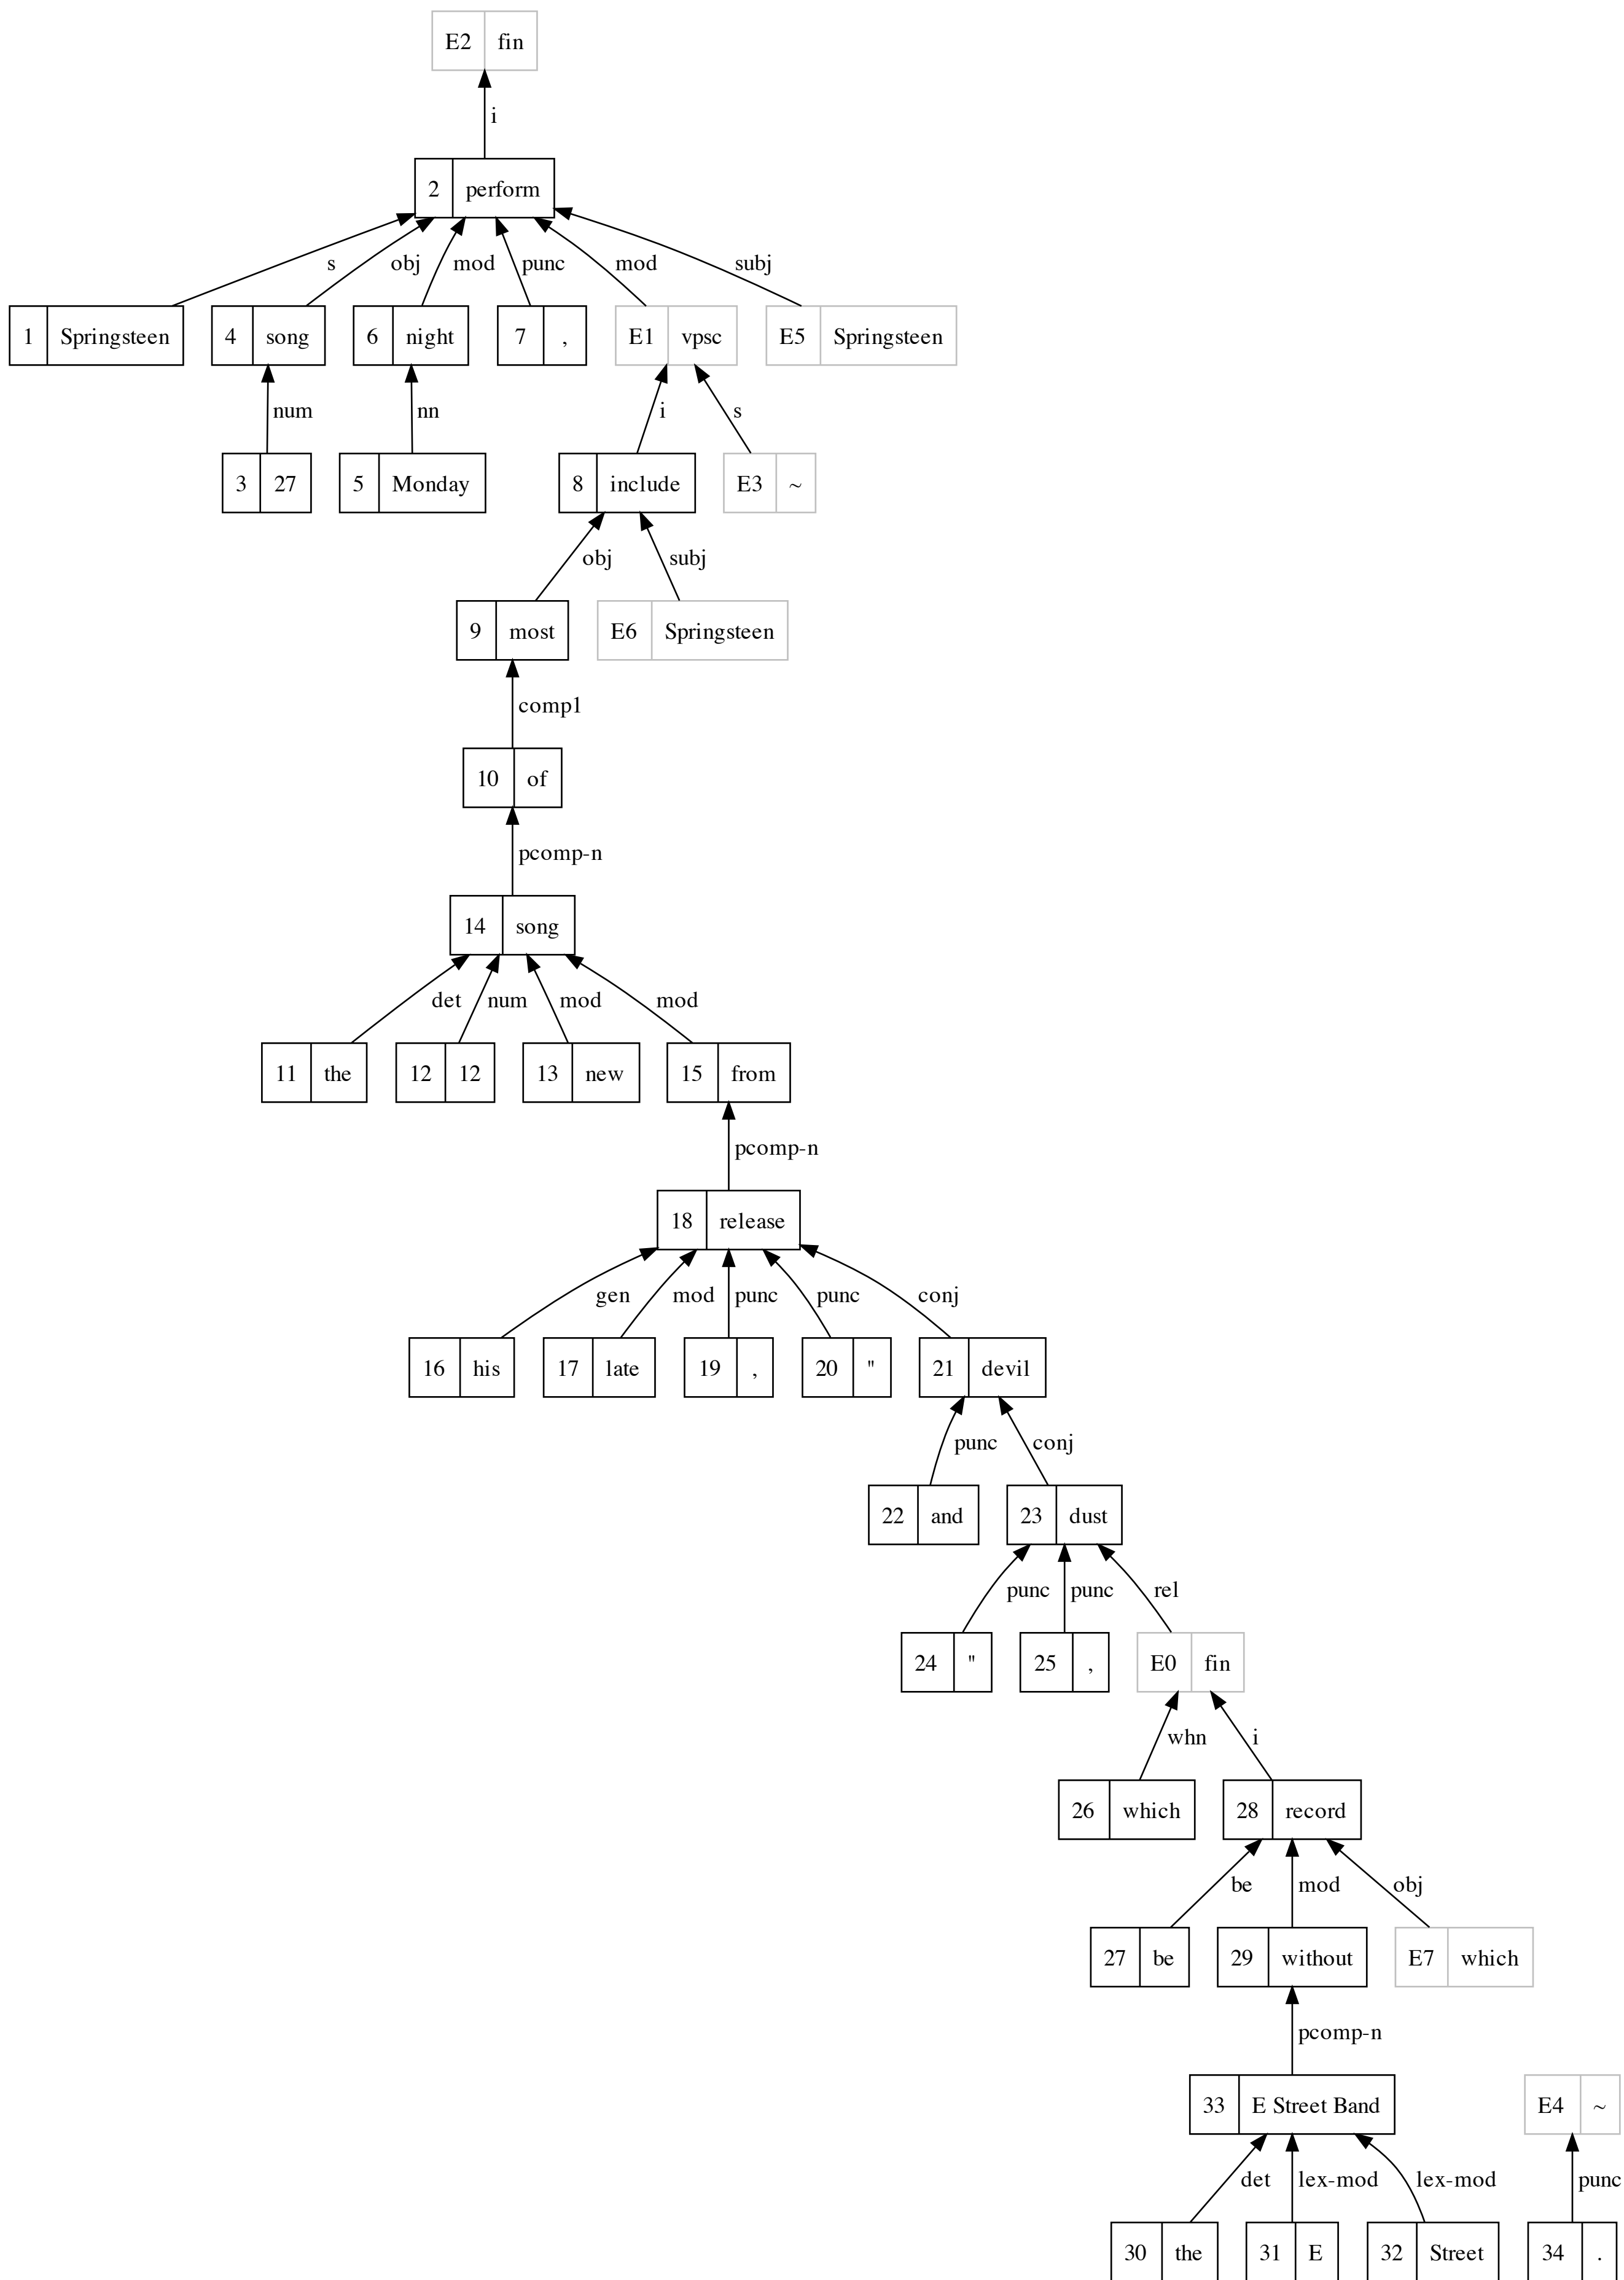 E2 fin
i
2 perform
s obj mod punc mod subj
1 Springsteen 4 song 6 night 7 , E1 vpsc E5 Springsteen
num nn i s
3 27 5 Monday 8 include E3 ~
obj subj
9 most E6 Springsteen
comp1
10 of
pcomp-n
14 song
det num mod mod
11 the 12 12 13 new 15 from
pcomp-n
18 release
gen mod punc punc conj
16 his 17 late 19 , 20 " 21 devil
punc conj
22 and 23 dust
punc punc rel
24 " 25 , E0 fin
whn i
26 which 28 record
be mod obj
27 be 29 without E7 which
pcomp-n
33 E Street Band E4 ~
det lex-mod lex-mod punc
30 the 31 E 32 Street 34 .